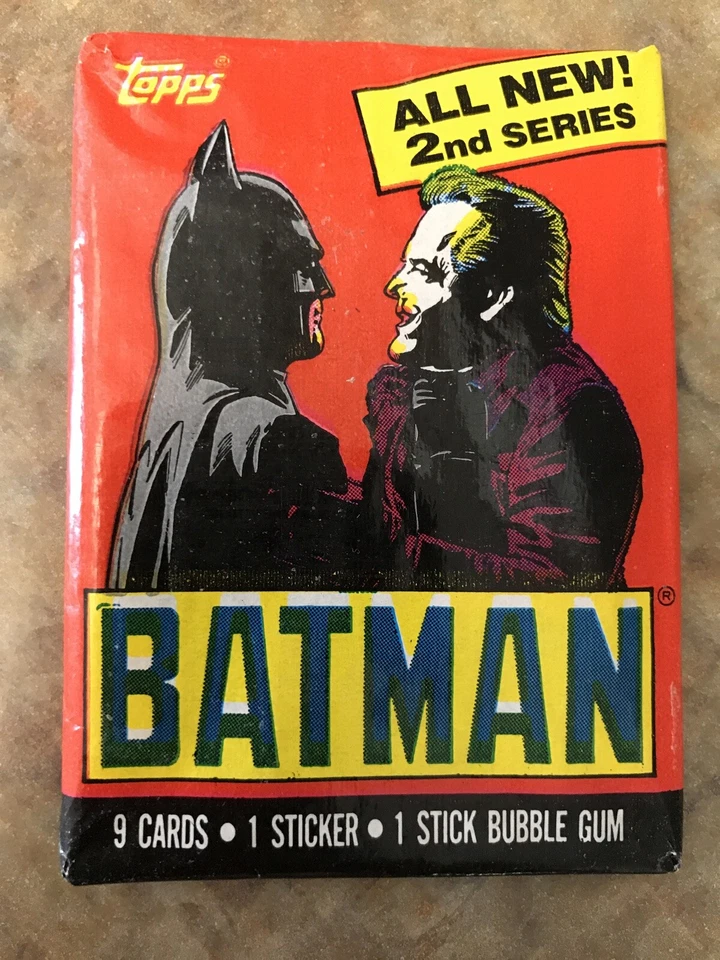 topps®
ALL NEW!
2nd SERIES
BATMAN®
9 CARDS • 1 STICKER • 1 STICK BUBBLE GUM